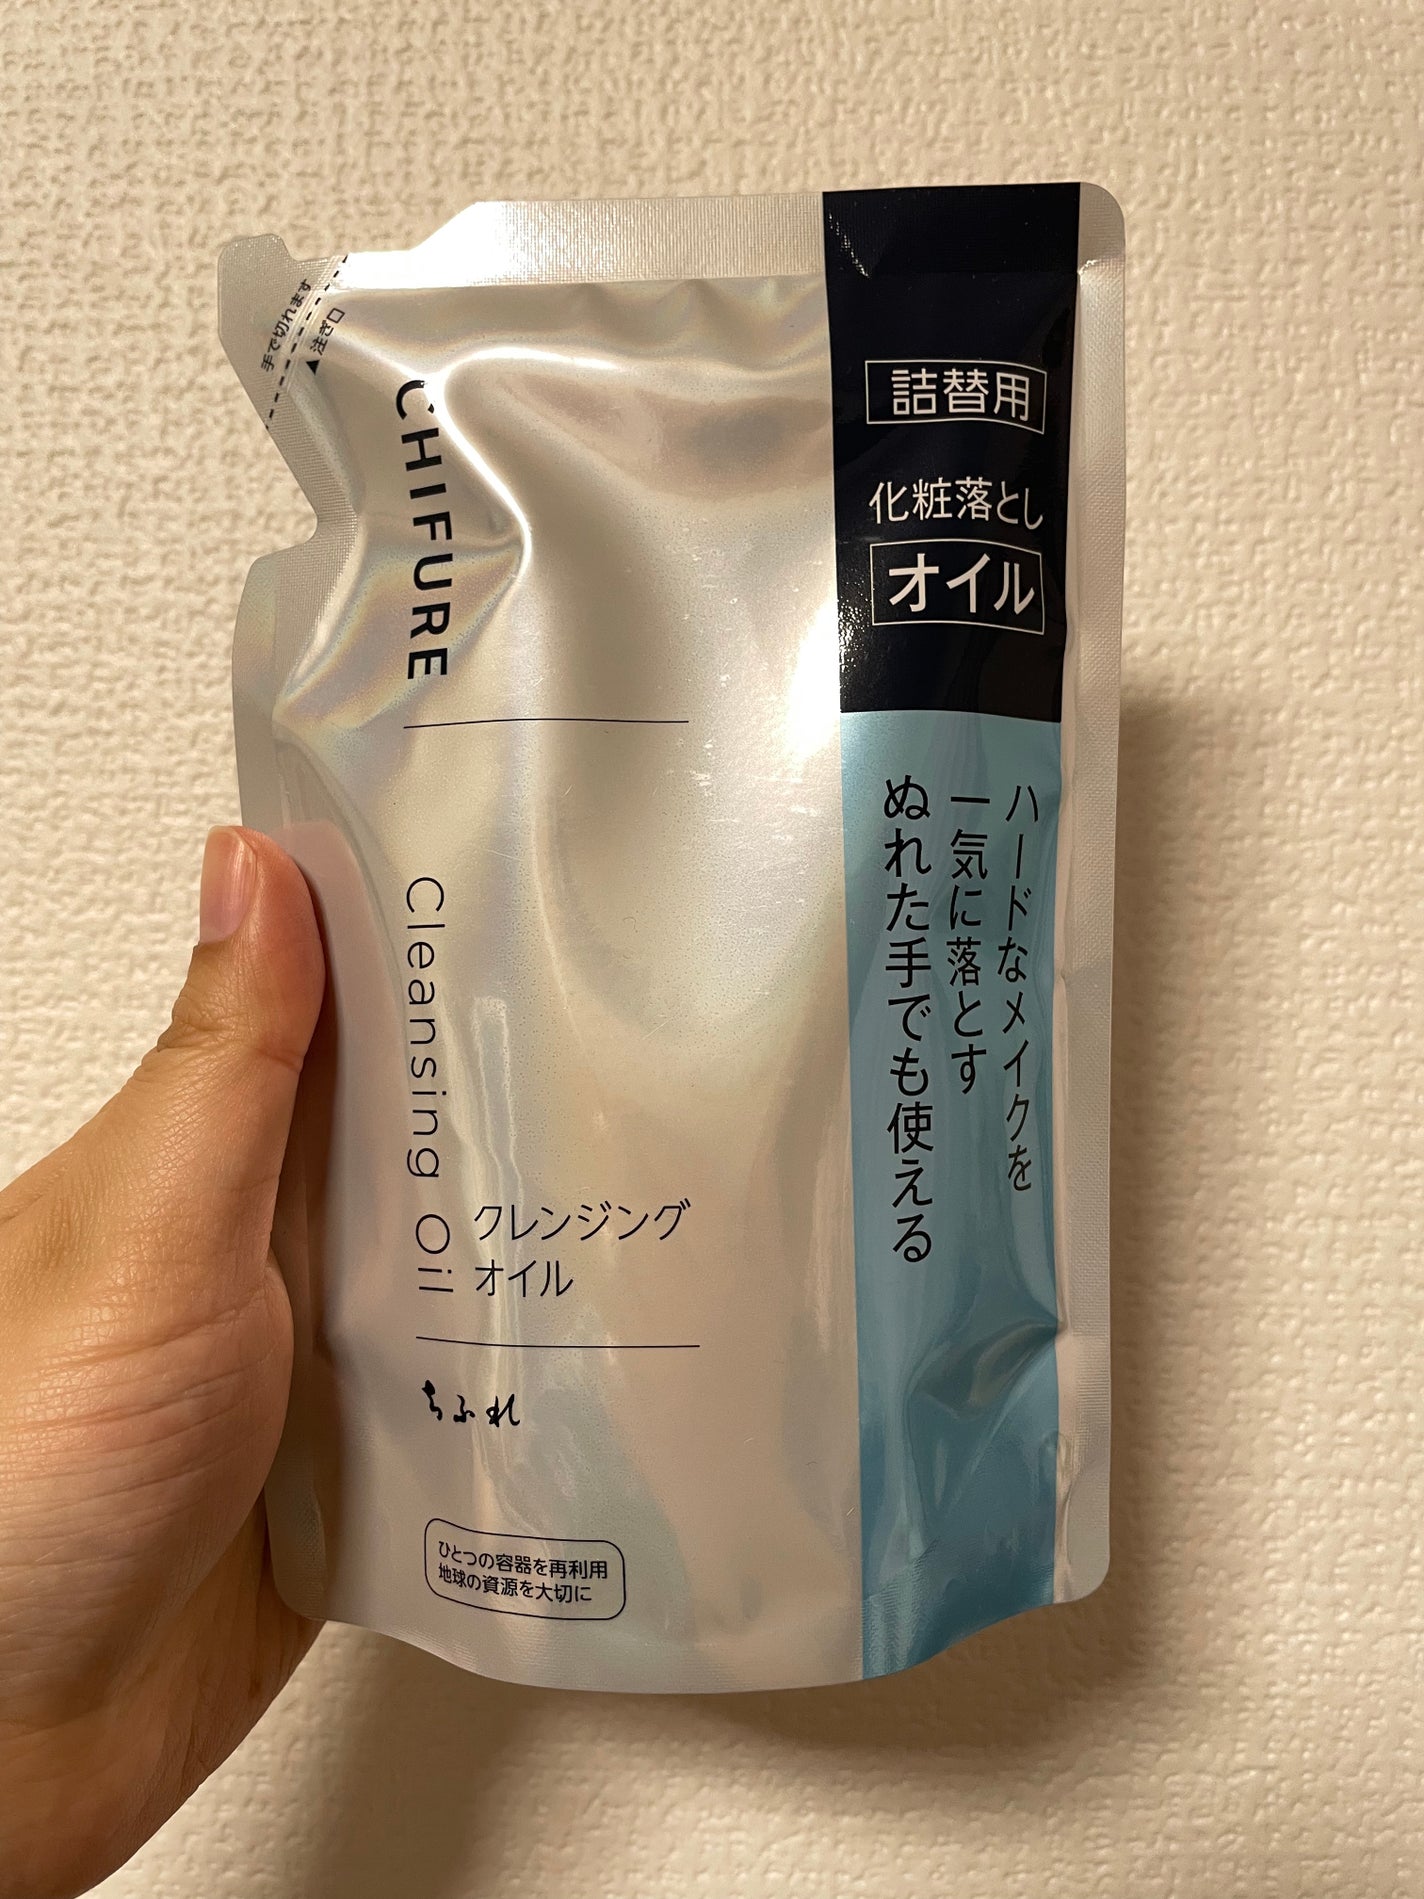 手で切れます
▲注ぎ口
CHIFURE
詰替用
化粧落とし
オイル
ハードなメイクを
一気に落とす
ぬれた手でも使える
Cleansing Oil
クレンジング
オイル
ちふれ
ひとつの容器を再利用
地球の資源を大切に